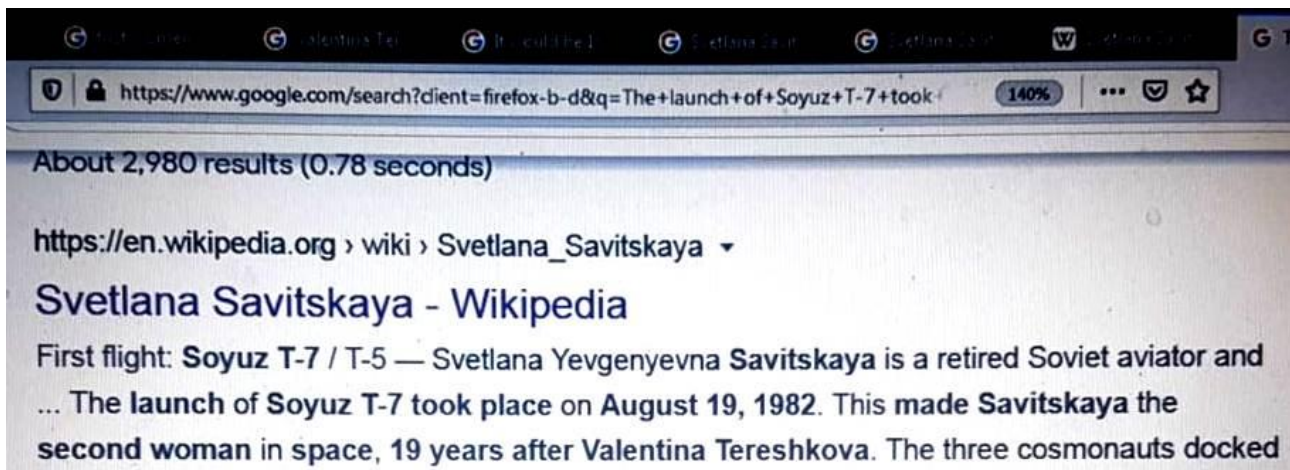 https://www.google.com/search?client=firefox-b-d&q=The+launch+of+Soyuz+T-7+took 140%
About 2,980 results (0.78 seconds)
https://en.wikipedia.org › wiki › Svetlana_Savitskaya
Svetlana Savitskaya - Wikipedia
First flight: Soyuz T-7 / T-5 — Svetlana Yevgenyevna Savitskaya is a retired Soviet aviator and
... The launch of Soyuz T-7 took place on August 19, 1982. This made Savitskaya the
second woman in space, 19 years after Valentina Tereshkova. The three cosmonauts docked